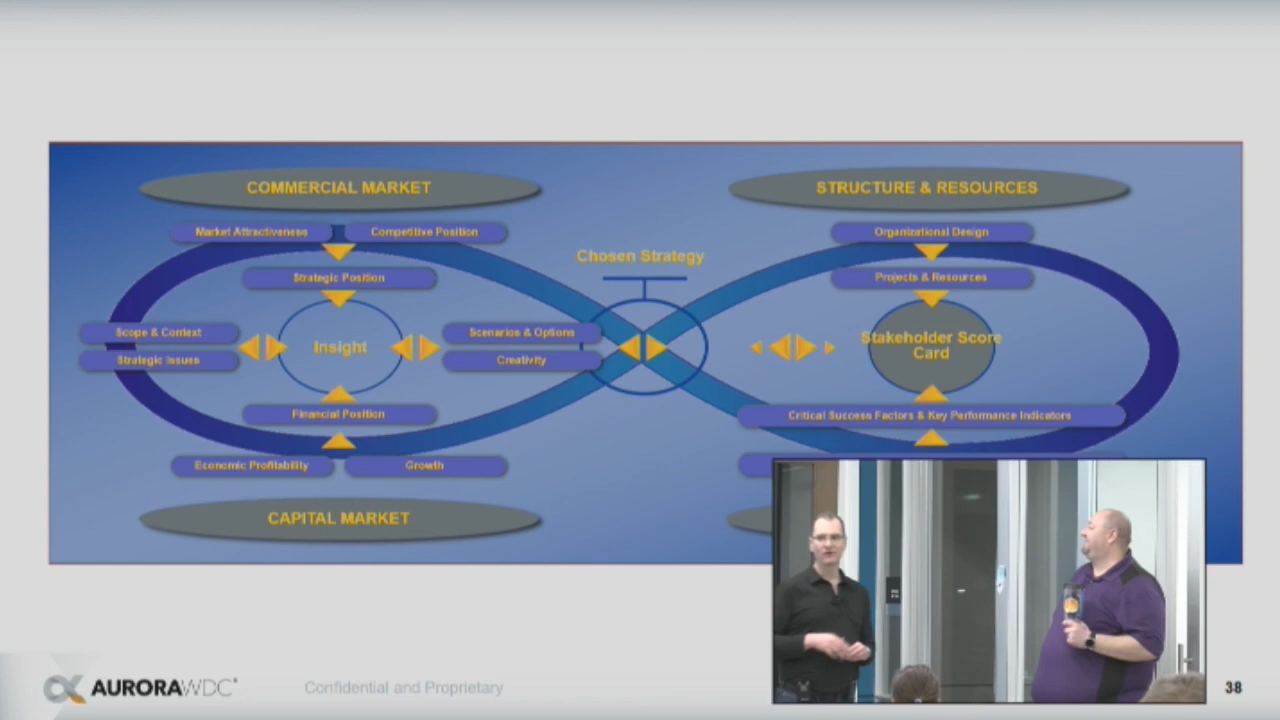 COMMERCIAL MARKET
STRUCTURE & RESOURCES
Market Attractiveness
Competitive Position
Organizational Design
Chosen Strategy
Strategic Position
Projects & Resources
Scope & Context
Strategic Issues
Insight
Scenarios & Options
Creativity
Stakeholder Score
Card
Financial Position
Critical Success Factors & Key Performance Indicators
Economic Profitability
Growth
CAPITAL MARKET
AURORAWDC
Confidential and Proprietary
38